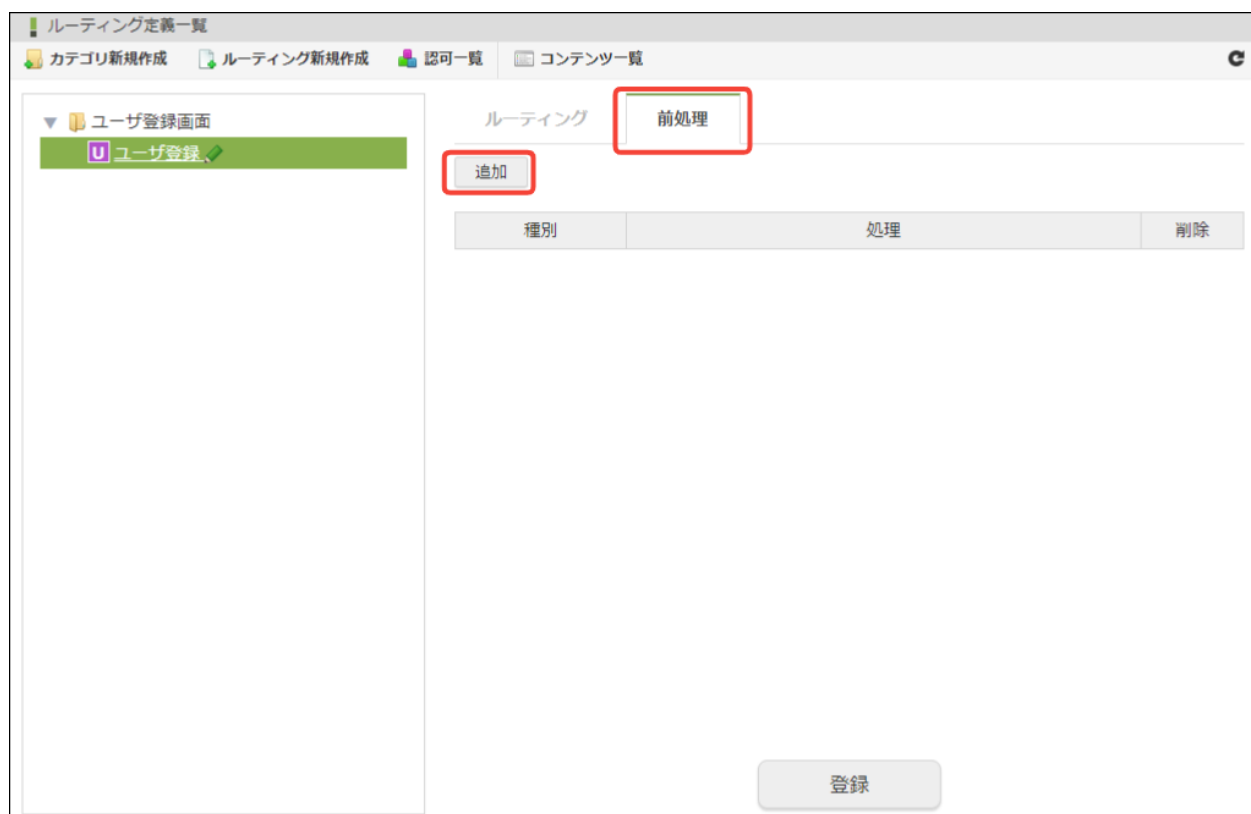 ルーティング定義一覧
カテゴリ新規作成 ルーティング新規作成 認可一覧 コンテンツ一覧
ユーザ登録画面
U ユーザ登録
ルーティング 前処理
追加
種別 処理 削除
登録